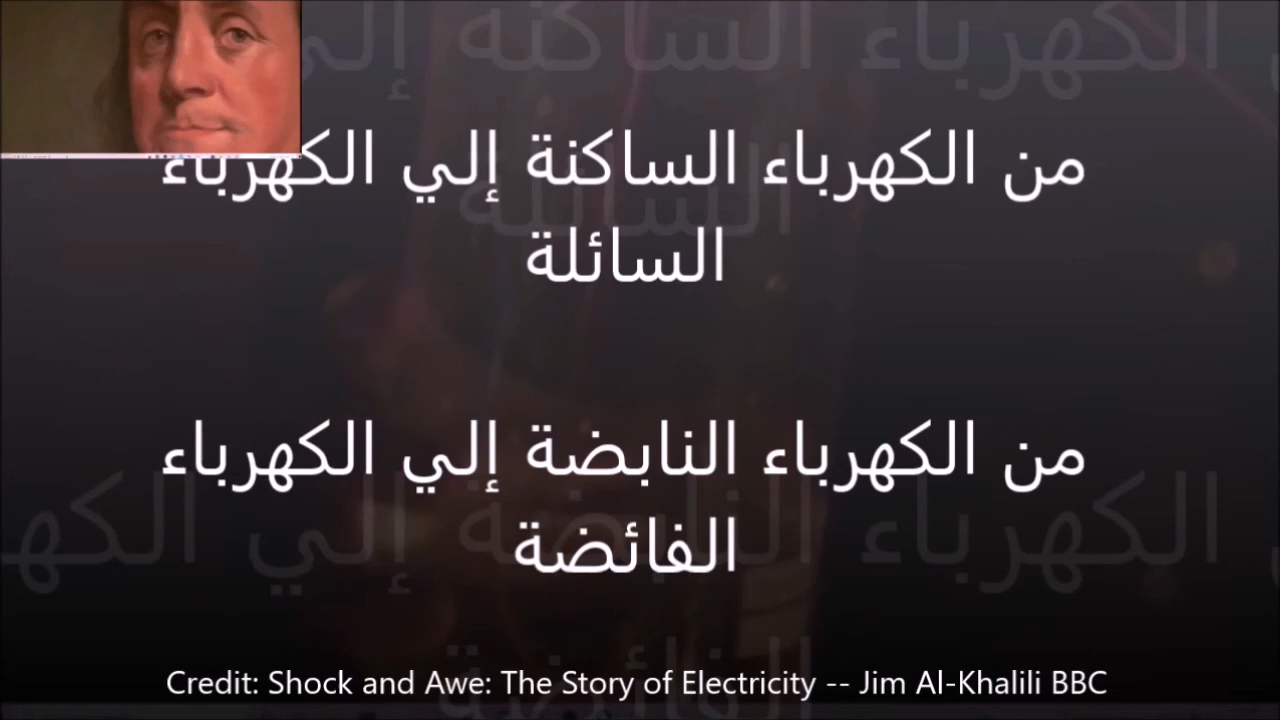 من الكهرباء الساكنة إلي الكهرباء
السائلة
من الكهرباء النابضة إلي الكهرباء
الفائضة
Credit: Shock and Awe: The Story of Electricity -- Jim Al-Khalili BBC